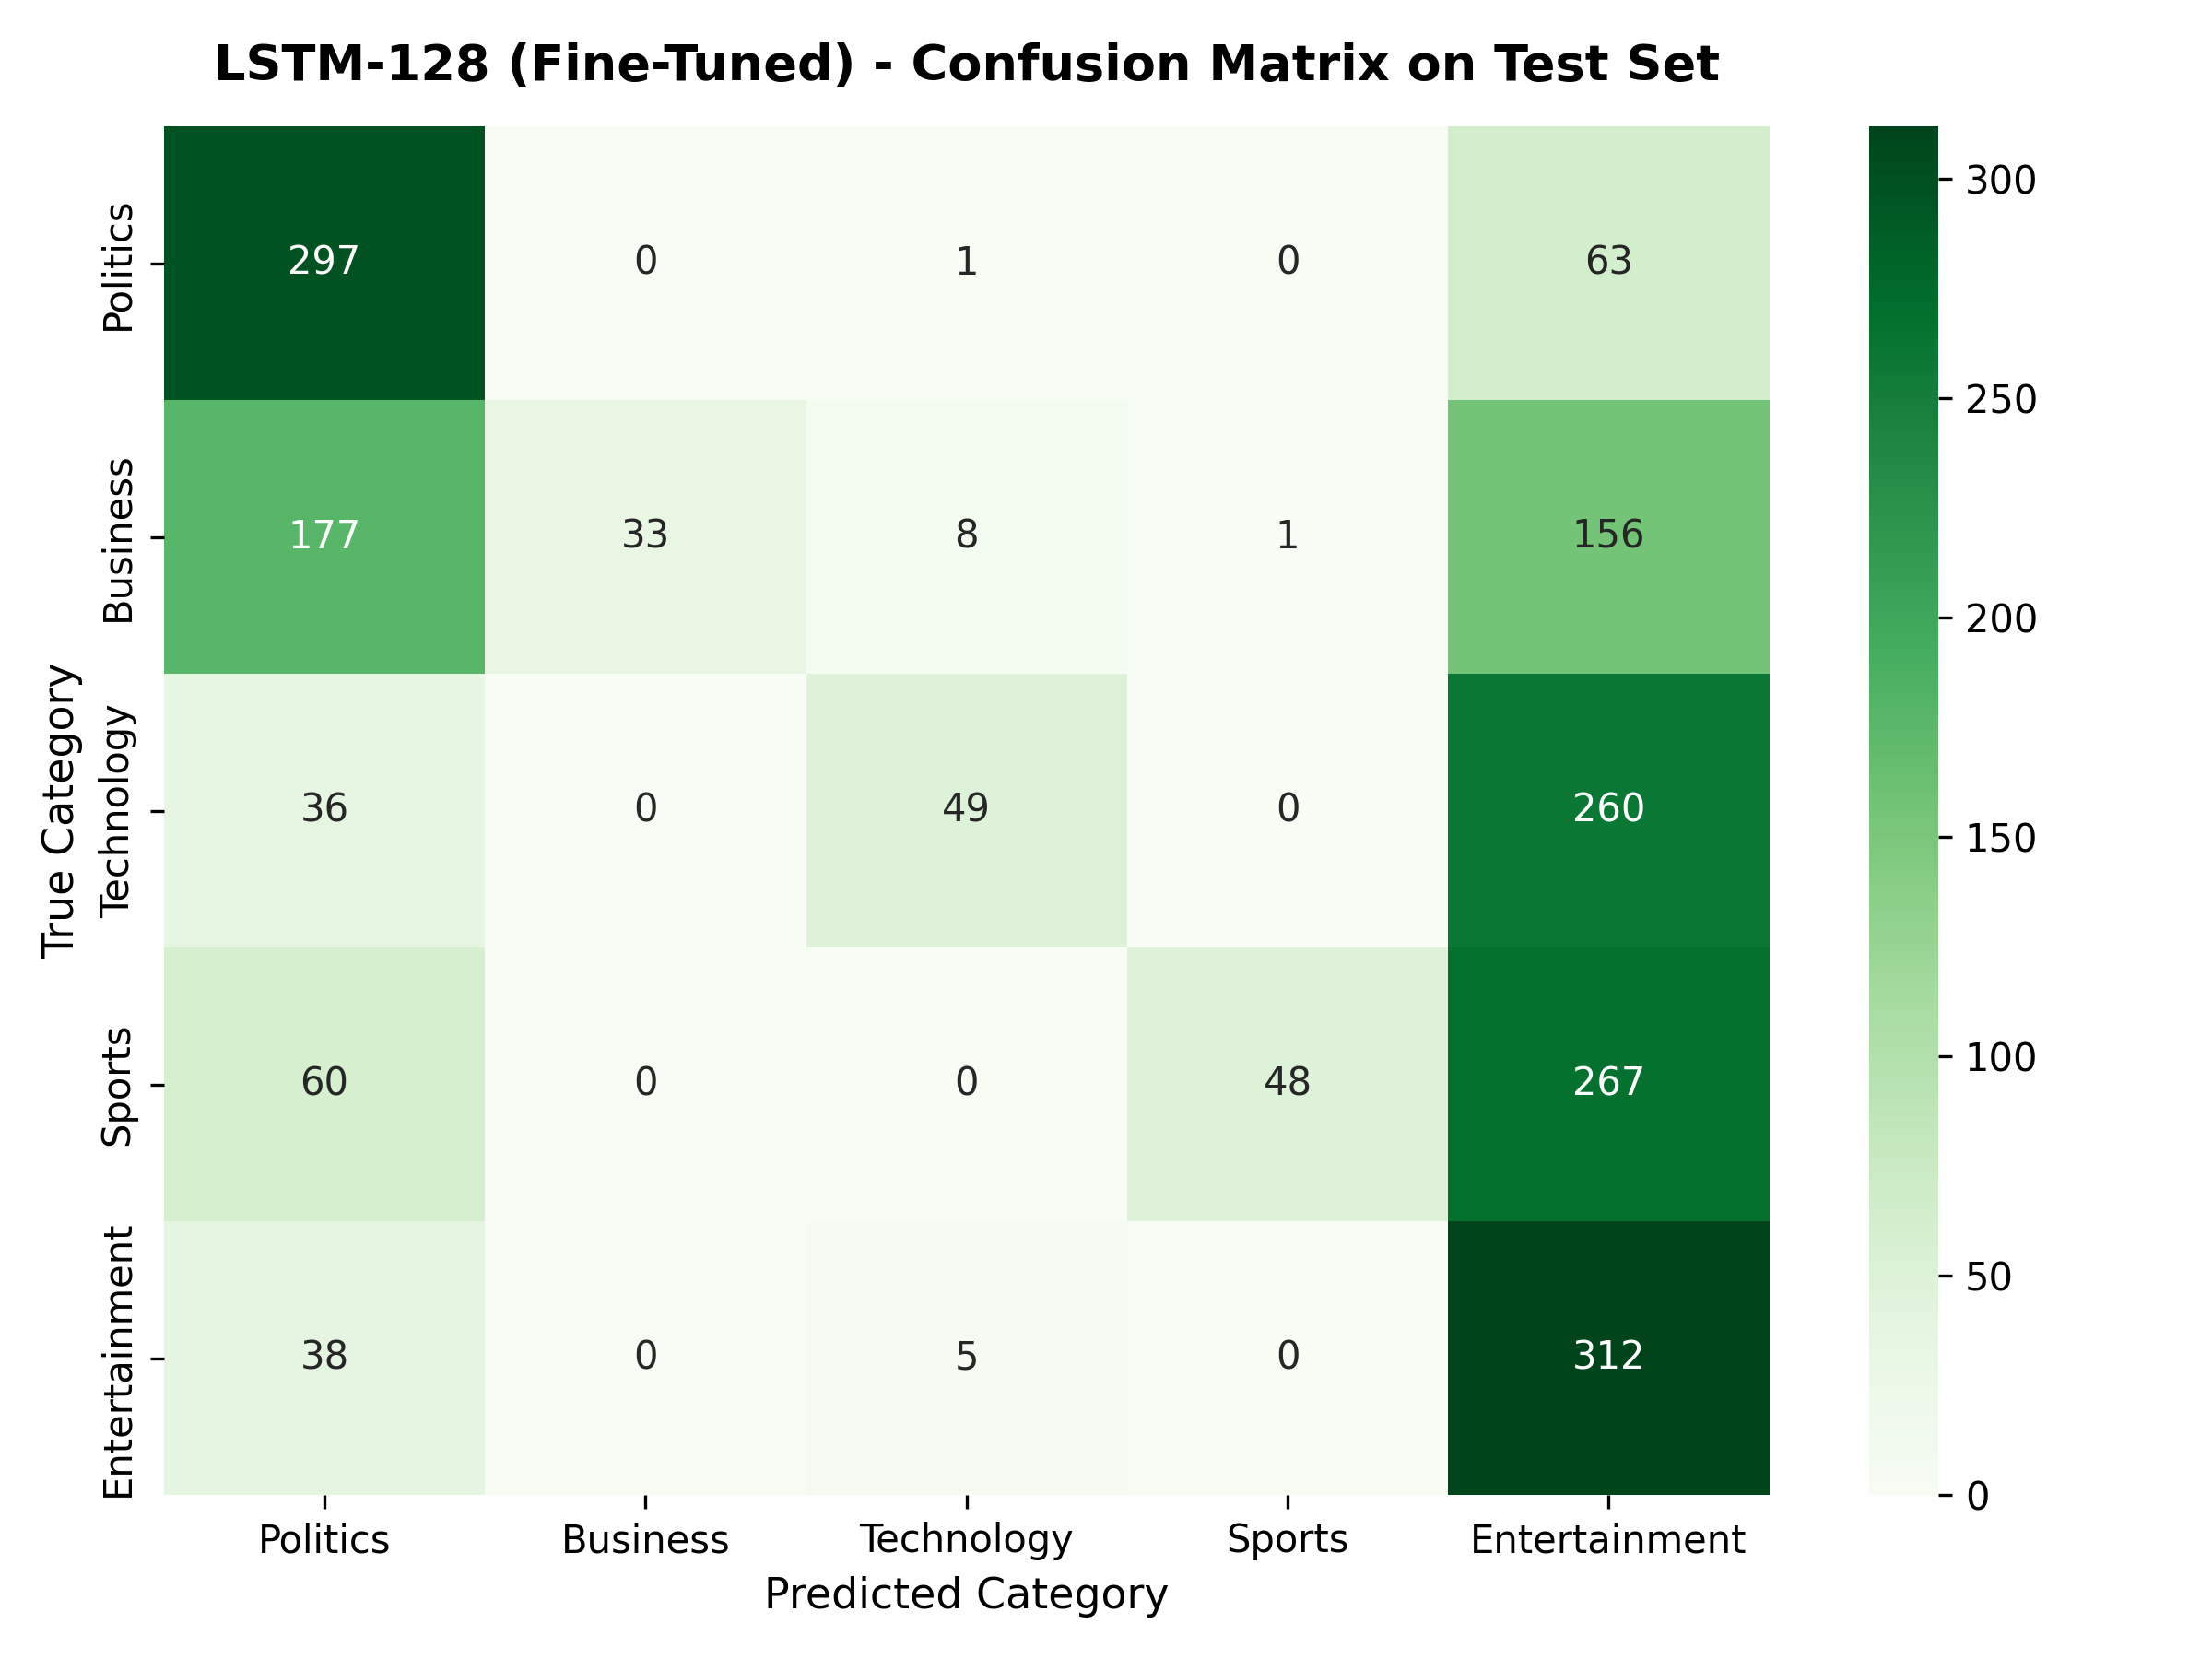 LSTM-128 (Fine-Tuned) - Confusion Matrix on Test Set
True Category
Politics 297 0 1 0 63
Business 177 33 8 1 156
Technology 36 0 49 0 260
Sports 60 0 0 48 267
Entertainment 38 0 5 0 312
Politics Business Technology Sports Entertainment
Predicted Category
300
250
200
150
100
50
0